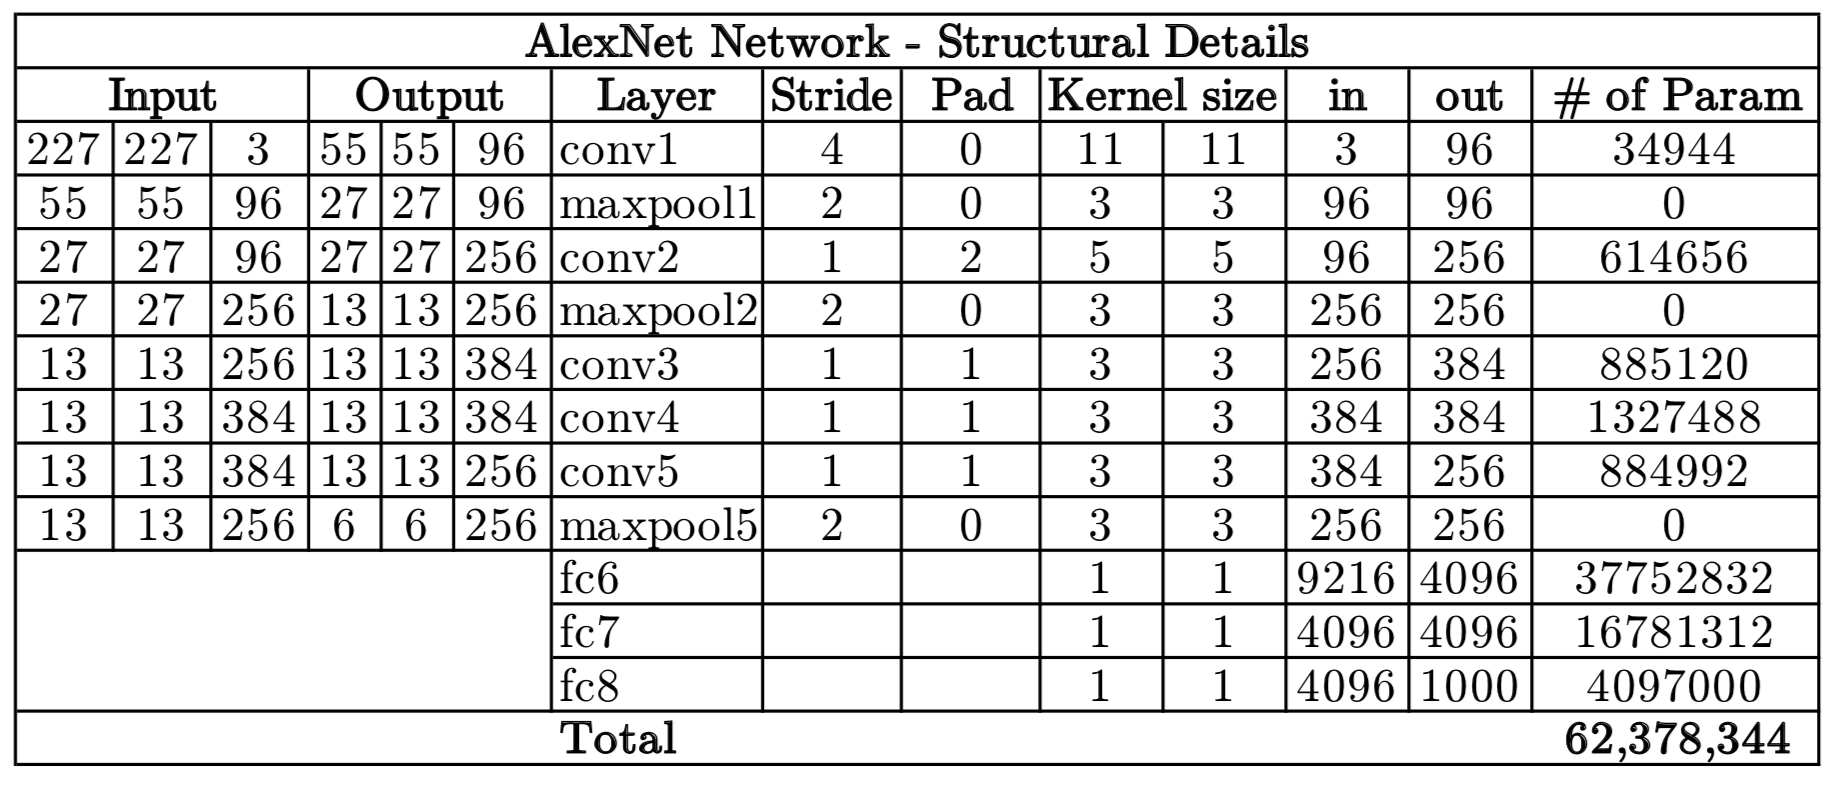 AlexNet Network - Structural Details
Input Output Layer Stride Pad Kernel size in out # of Param
227 227 3 55 55 96 conv1 4 0 11 11 3 96 34944
55 55 96 27 27 96 maxpool1 2 0 3 3 96 96 0
27 27 96 27 27 256 conv2 1 2 5 5 96 256 614656
27 27 256 13 13 256 maxpool2 2 0 3 3 256 256 0
13 13 256 13 13 384 conv3 1 1 3 3 256 384 885120
13 13 384 13 13 384 conv4 1 1 3 3 384 384 1327488
13 13 384 13 13 256 conv5 1 1 3 3 384 256 884992
13 13 256 6 6 256 maxpool5 2 0 3 3 256 256 0
fc6 1 1 9216 4096 37752832
fc7 1 1 4096 4096 16781312
fc8 1 1 4096 1000 4097000
Total 62,378,344